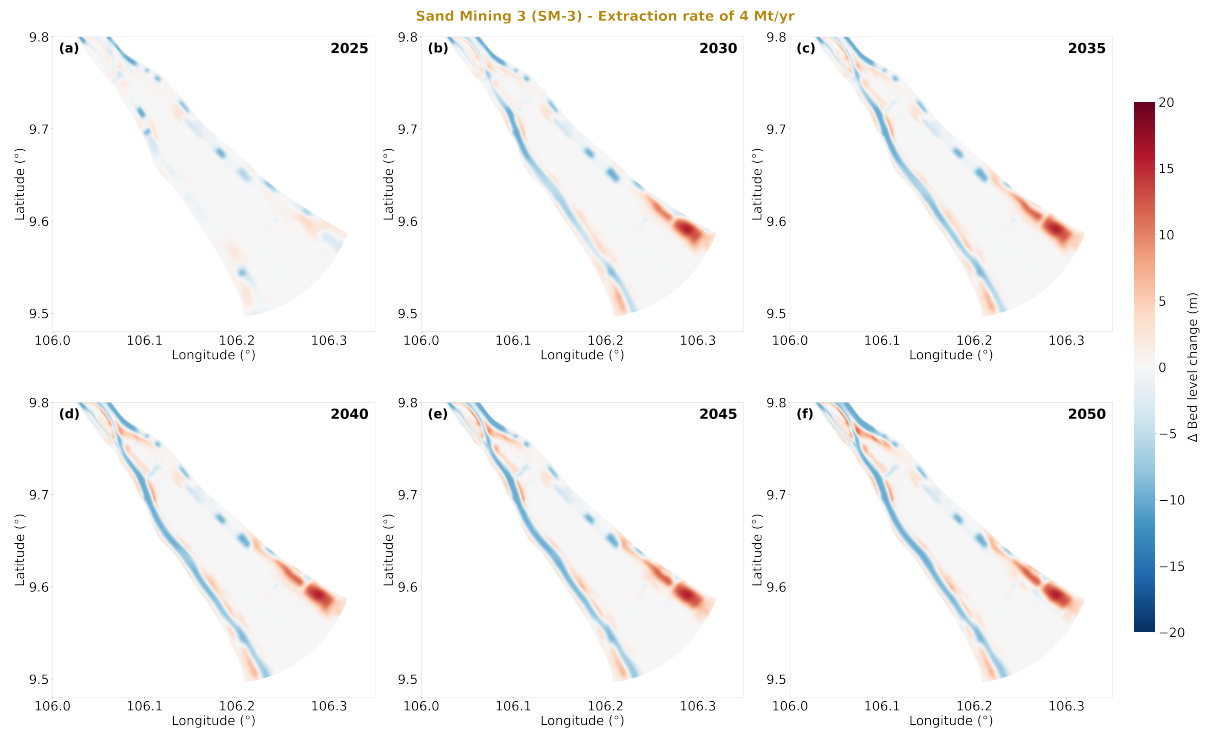 Sand Mining 3 (SM-3) - Extraction rate of 4 Mt/yr
(a) 2025
9.8
9.7
9.6
9.5
Latitude (°)
106.0 106.1 106.2 106.3
Longitude (°)
(b) 2030
9.8
9.7
9.6
9.5
Latitude (°)
106.0 106.1 106.2 106.3
Longitude (°)
(c) 2035
9.8
9.7
9.6
9.5
Latitude (°)
106.0 106.1 106.2 106.3
Longitude (°)
(d) 2040
9.8
9.7
9.6
9.5
Latitude (°)
106.0 106.1 106.2 106.3
Longitude (°)
(e) 2045
9.8
9.7
9.6
9.5
Latitude (°)
106.0 106.1 106.2 106.3
Longitude (°)
(f) 2050
9.8
9.7
9.6
9.5
Latitude (°)
106.0 106.1 106.2 106.3
Longitude (°)
20
15
10
5
0
−5
−10
−15
−20
Δ Bed level change (m)